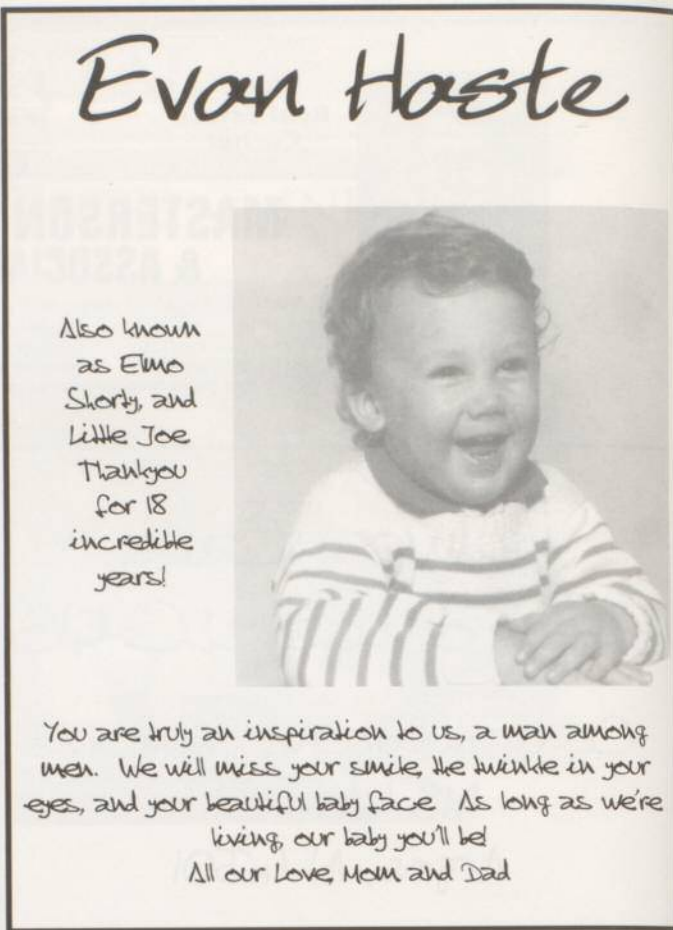 Evan Haste
Also known
as Elmo
Shorty, and
Little Joe
Thankyou
for 18
incredible
years!
You are truly an inspiration to us, a man among
men. We will miss your smile, the twinkle in your
eyes, and your beautiful baby face As long as we're
living, our baby you'll be!
All our Love, Mom and Dad